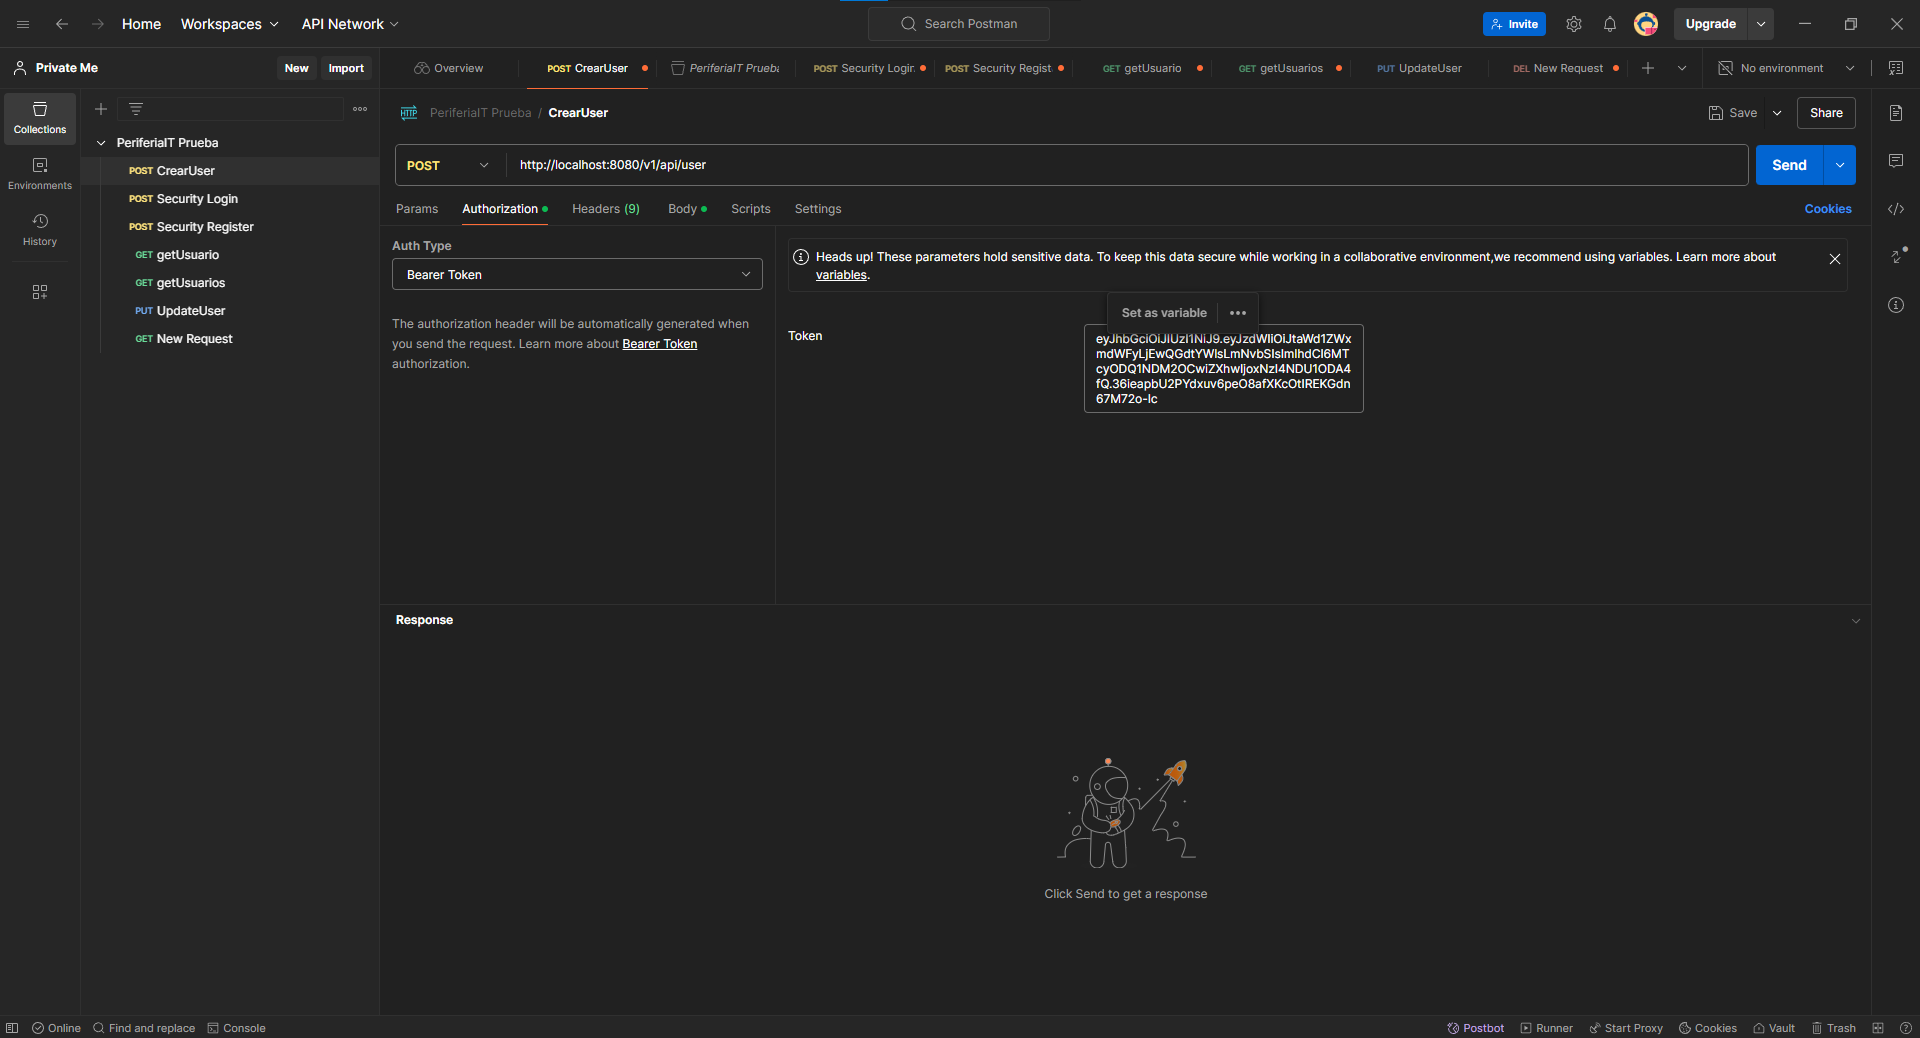 Home Workspaces API Network Search Postman Invite Upgrade
Private Me New Import Overview POST CrearUser PeriferiaIT Prueba POST Security Login POST Security Regist GET getUsuario GET getUsuarios PUT UpdateUser DEL New Request No environment
Collections
Environments
History
PeriferiaIT Prueba
POST CrearUser
POST Security Login
POST Security Register
GET getUsuario
GET getUsuarios
PUT UpdateUser
GET New Request
HTTP PeriferiaIT Prueba / CrearUser Save Share
POST http://localhost:8080/v1/api/user Send
Params Authorization Headers (9) Body Scripts Settings Cookies
Auth Type
Bearer Token
The authorization header will be automatically generated when
you send the request. Learn more about Bearer Token
authorization.
Heads up! These parameters hold sensitive data. To keep this data secure while working in a collaborative environment,we recommend using variables. Learn more about
variables.
Set as variable
Token
Response
Click Send to get a response
Online Find and replace Console Postbot Runner Start Proxy Cookies Vault Trash